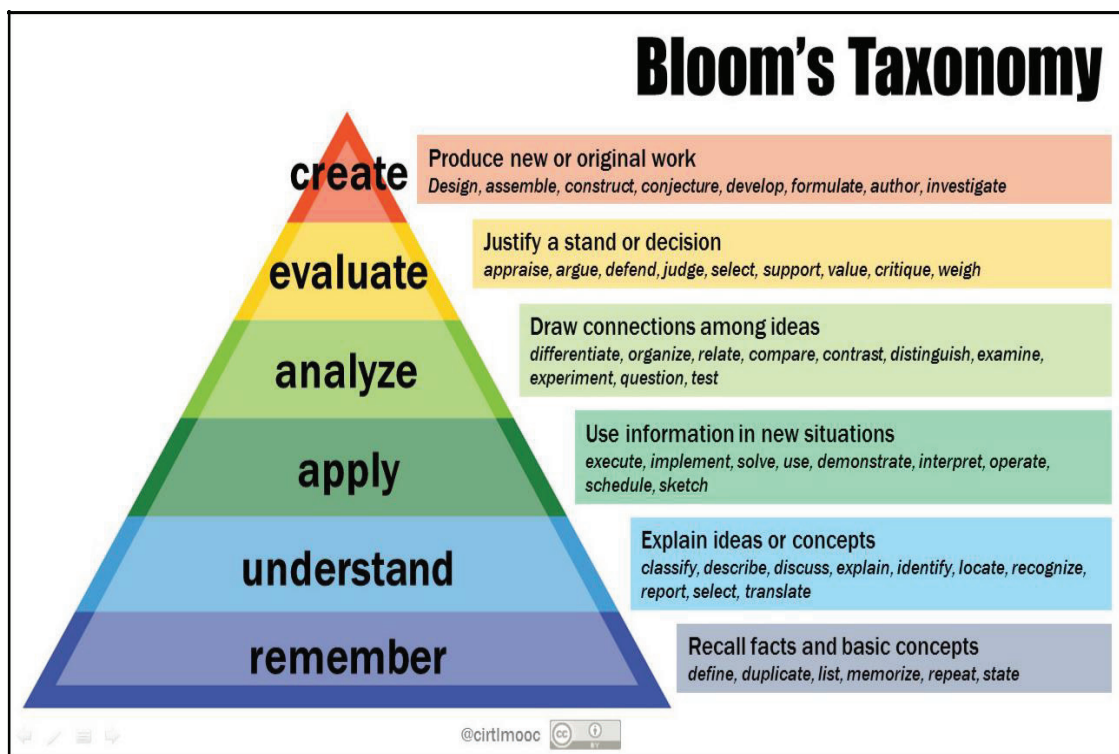 Bloom's Taxonomy
create
Produce new or original work
Design, assemble, construct, conjecture, develop, formulate, author, investigate
evaluate
Justify a stand or decision
appraise, argue, defend, judge, select, support, value, critique, weigh
analyze
Draw connections among ideas
differentiate, organize, relate, compare, contrast, distinguish, examine,
experiment, question, test
apply
Use information in new situations
execute, implement, solve, use, demonstrate, interpret, operate,
schedule, sketch
understand
Explain ideas or concepts
classify, describe, discuss, explain, identify, locate, recognize,
report, select, translate
remember
Recall facts and basic concepts
define, duplicate, list, memorize, repeat, state
@cirtlmooc
cc
BY